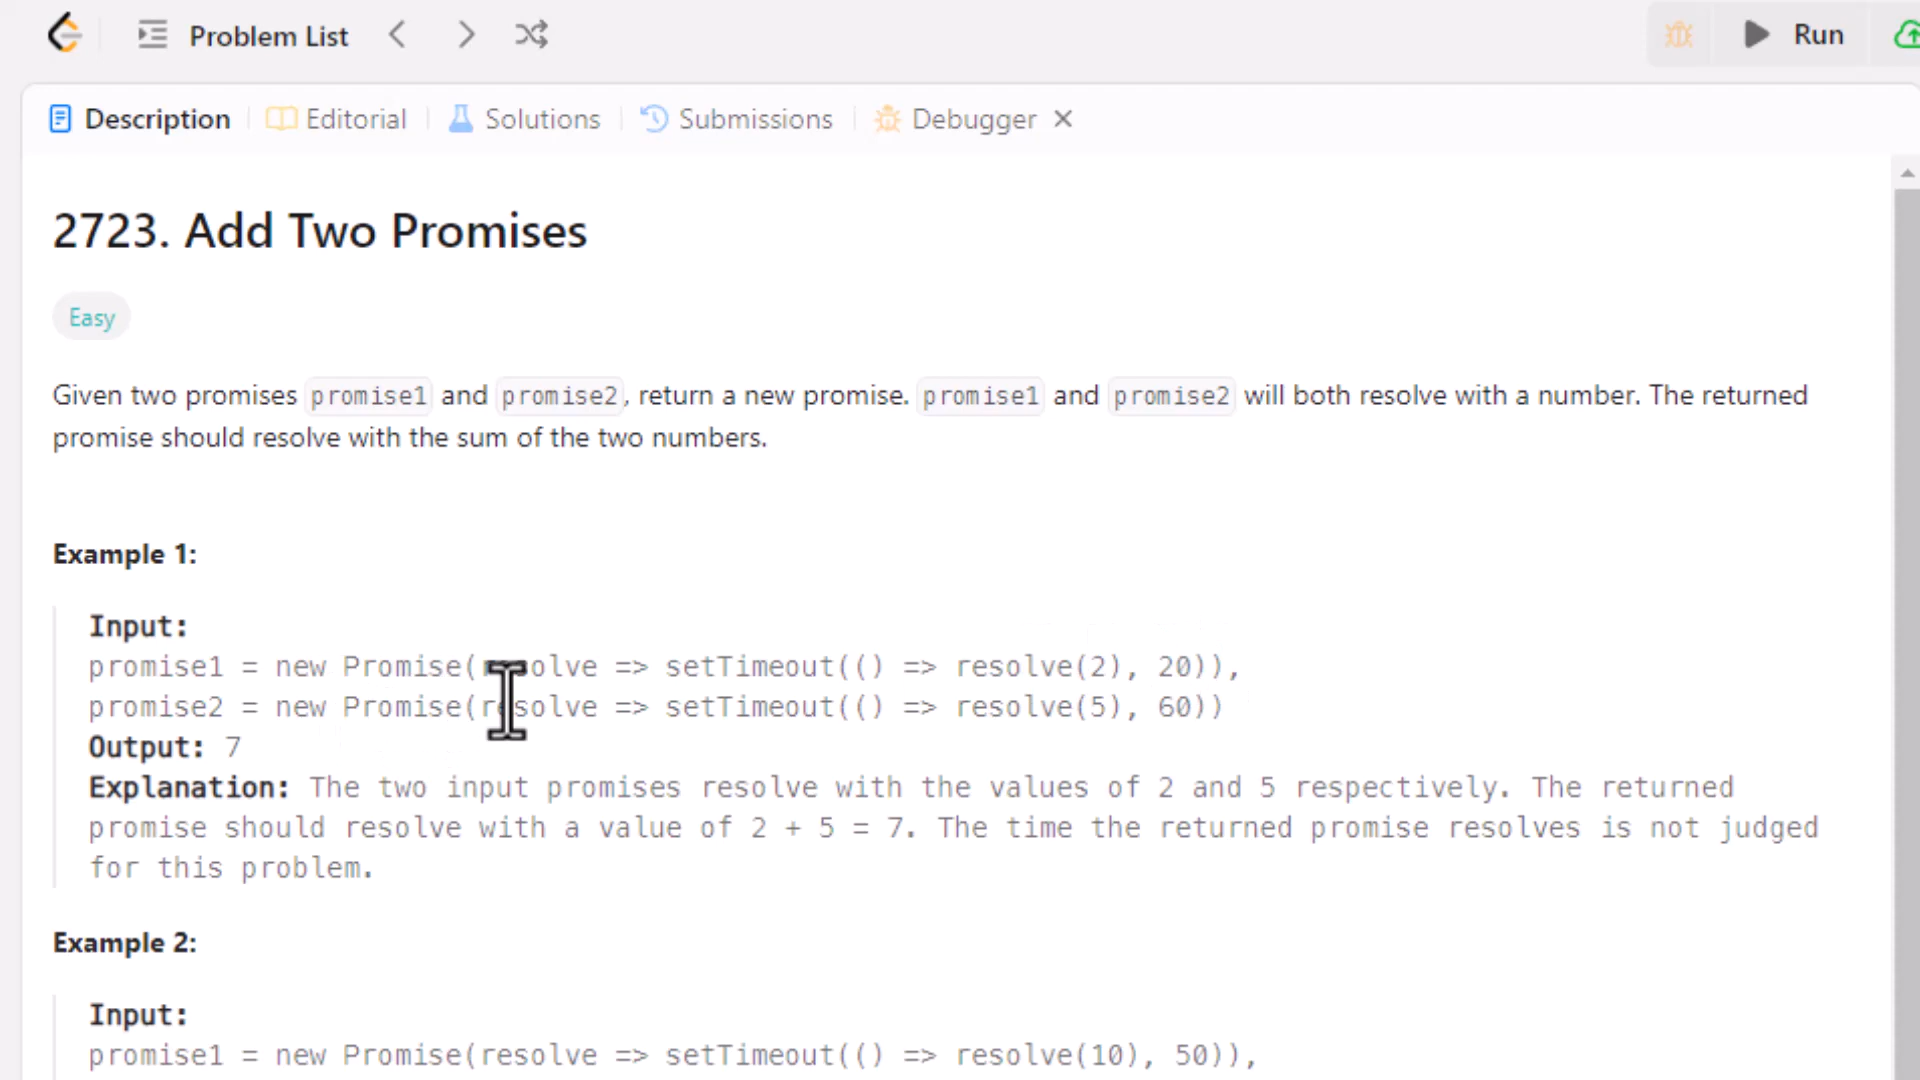 Problem List
Run
Description Editorial Solutions Submissions Debugger
2723. Add Two Promises
Easy
Given two promises promise1 and promise2, return a new promise. promise1 and promise2 will both resolve with a number. The returned
promise should resolve with the sum of the two numbers.
Example 1:
Input:
promise1 = new Promise(resolve => setTimeout(() => resolve(2), 20)),
promise2 = new Promise(resolve => setTimeout(() => resolve(5), 60))
Output: 7
Explanation: The two input promises resolve with the values of 2 and 5 respectively. The returned
promise should resolve with a value of 2 + 5 = 7. The time the returned promise resolves is not judged
for this problem.
Example 2:
Input:
promise1 = new Promise(resolve => setTimeout(() => resolve(10), 50)),